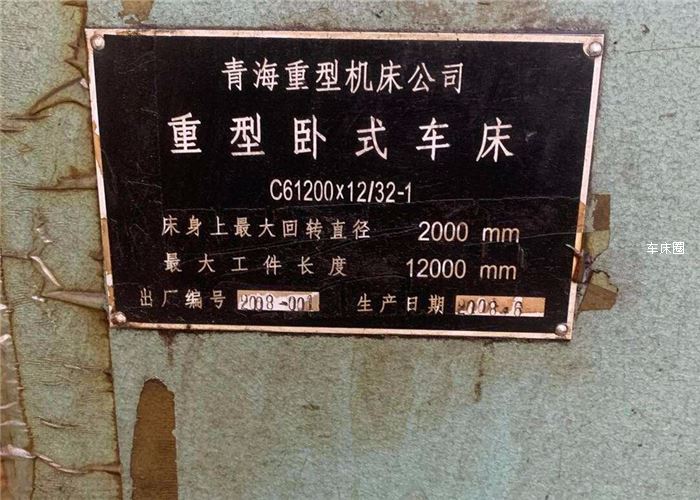 青海重型机床公司
重型卧式车床
C61200×12/32-1
床身上最大回转直径 2000 mm
最大工件长度 12000 mm
出厂编号 2008-001 生产日期 2008.6
车床圈